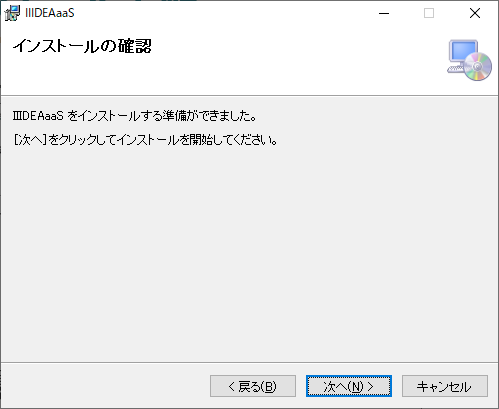 IIIDEAaaS
インストールの確認
IIIDEAaaS をインストールする準備ができました。
[次へ]をクリックしてインストールを開始してください。
< 戻る(B)
次へ(N) >
キャンセル